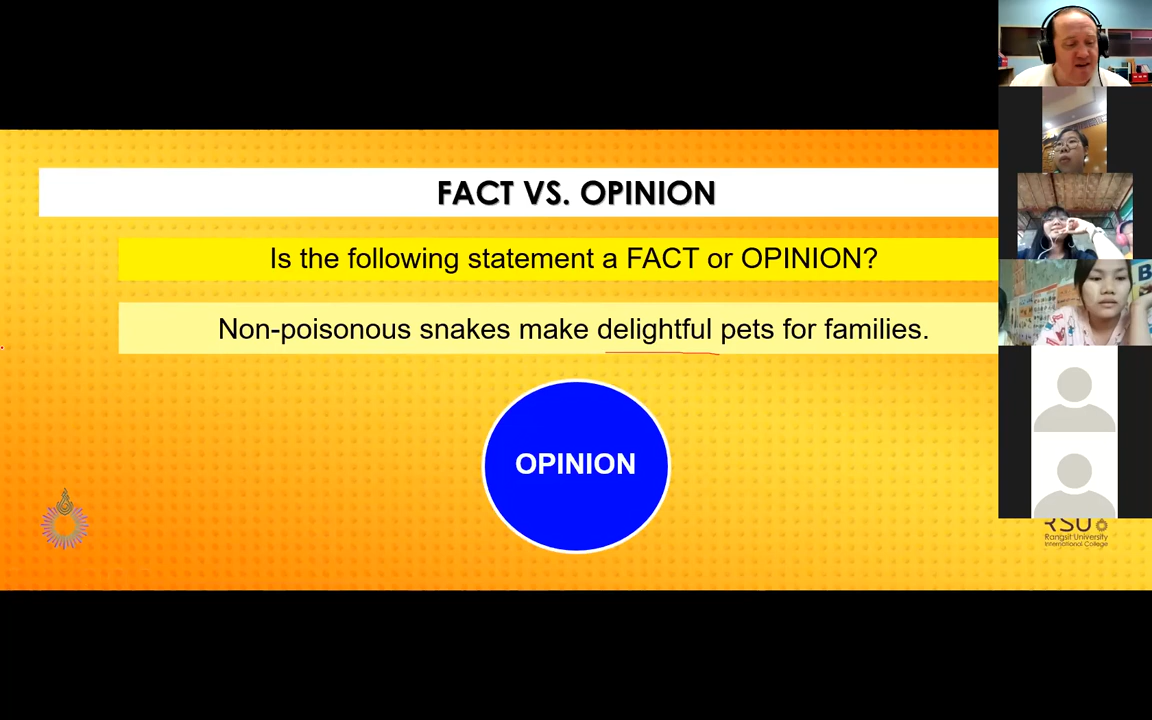 FACT VS. OPINION
Is the following statement a FACT or OPINION?
Non-poisonous snakes make delightful pets for families.
OPINION
RSU
Rangsit University
International College